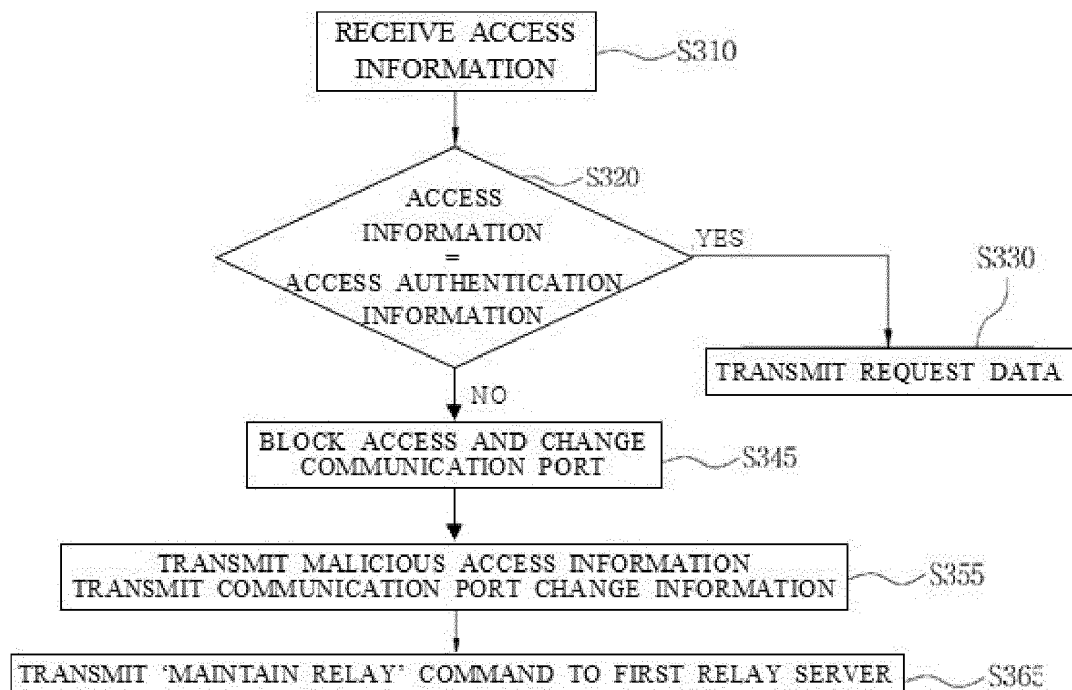 RECEIVE ACCESS
INFORMATION
S310
S320
ACCESS
INFORMATION
=
ACCESS AUTHENTICATION
INFORMATION
YES
S330
TRANSMIT REQUEST DATA
NO
BLOCK ACCESS AND CHANGE
COMMUNICATION PORT
S345
TRANSMIT MALICIOUS ACCESS INFORMATION
TRANSMIT COMMUNICATION PORT CHANGE INFORMATION
S355
TRANSMIT ‘MAINTAIN RELAY’ COMMAND TO FIRST RELAY SERVER
S365